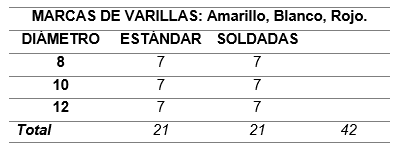 MARCAS DE VARILLAS: Amarillo, Blanco, Rojo.
DIÁMETRO ESTÁNDAR SOLDADAS
8 7 7
10 7 7
12 7 7
Total 21 21 42